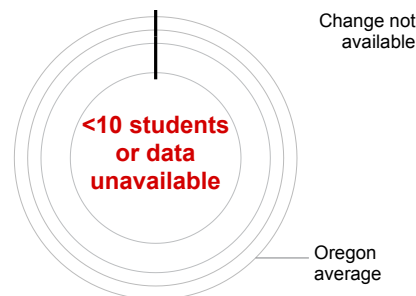 Change not
available
<10 students
or data
unavailable
Oregon
average